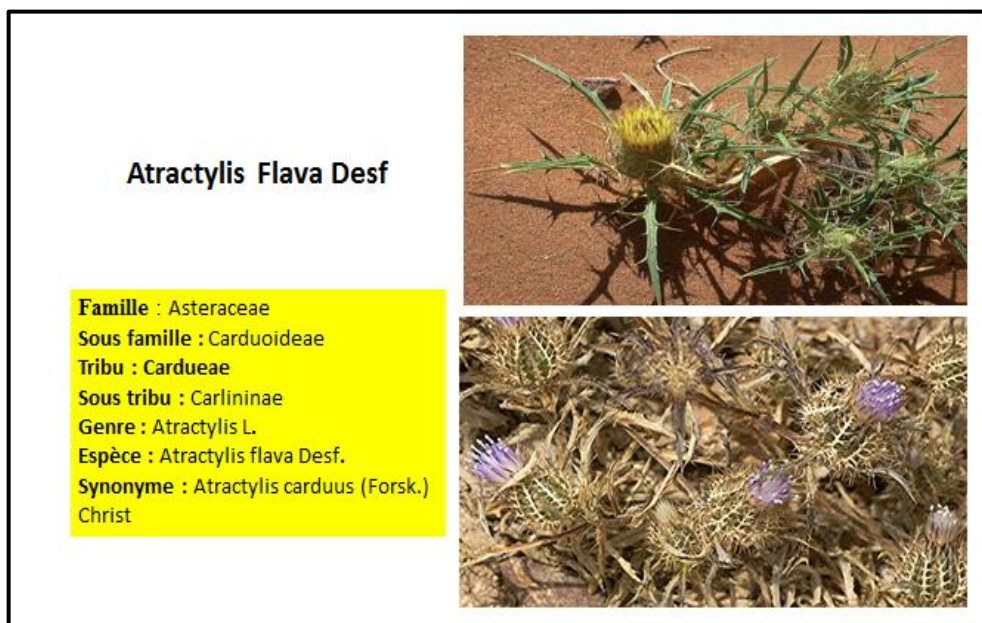 Atractylis Flava Desf
Famille : Asteraceae
Sous famille : Carduoideae
Tribu : Cardueae
Sous tribu : Carlininae
Genre : Atractylis L.
Espèce : Atractylis flava Desf.
Synonyme : Atractylis carduus (Forsk.)
Christ